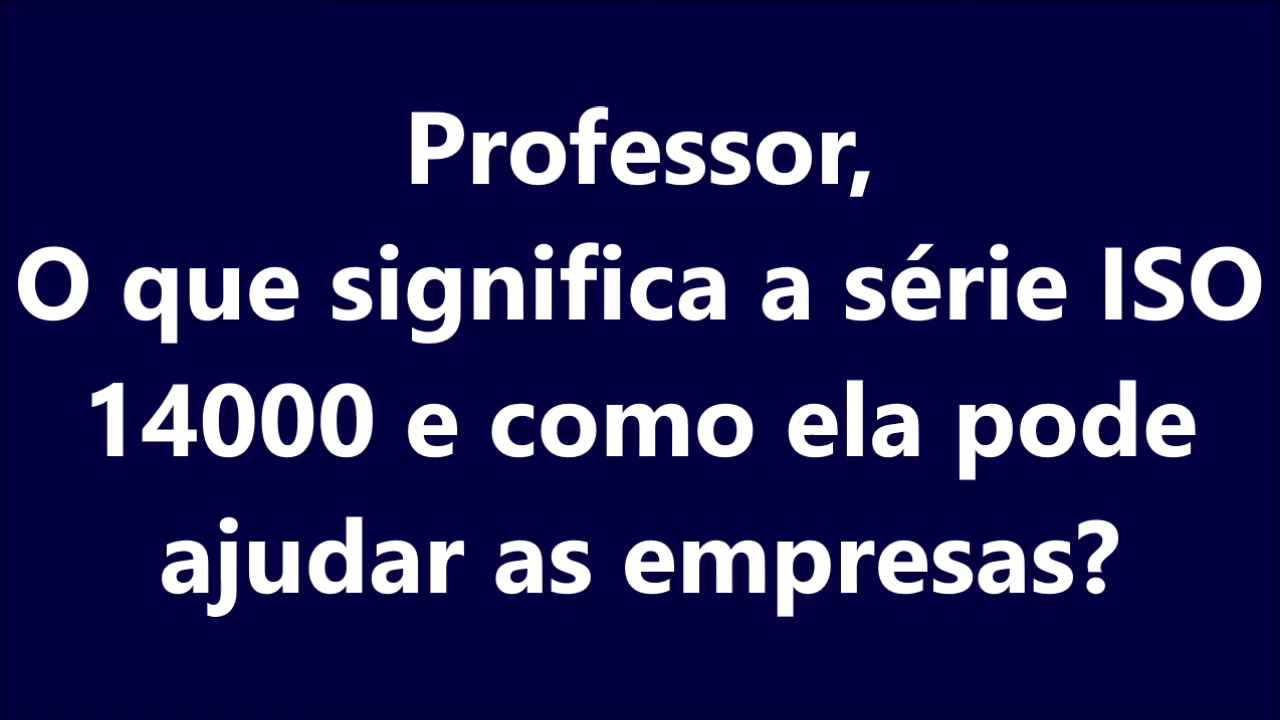 Professor,
O que significa a série ISO
14000 e como ela pode
ajudar as empresas?